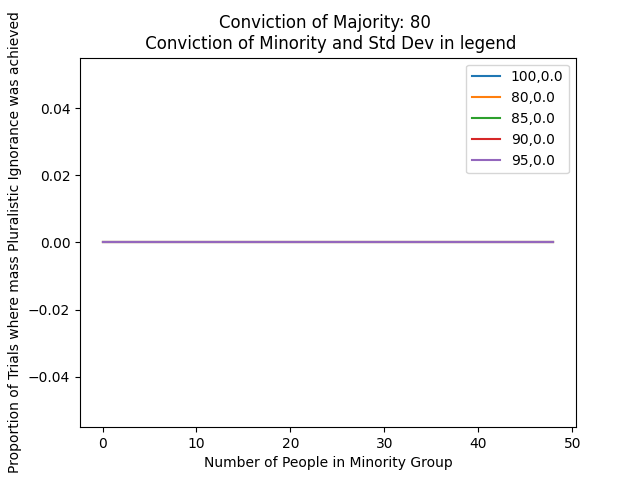 Conviction of Majority: 80
Conviction of Minority and Std Dev in legend
Proportion of Trials where mass Pluralistic Ignorance was achieved
0.04
0.02
0.00
−0.02
−0.04
100,0.0
80,0.0
85,0.0
90,0.0
95,0.0
0 10 20 30 40 50
Number of People in Minority Group